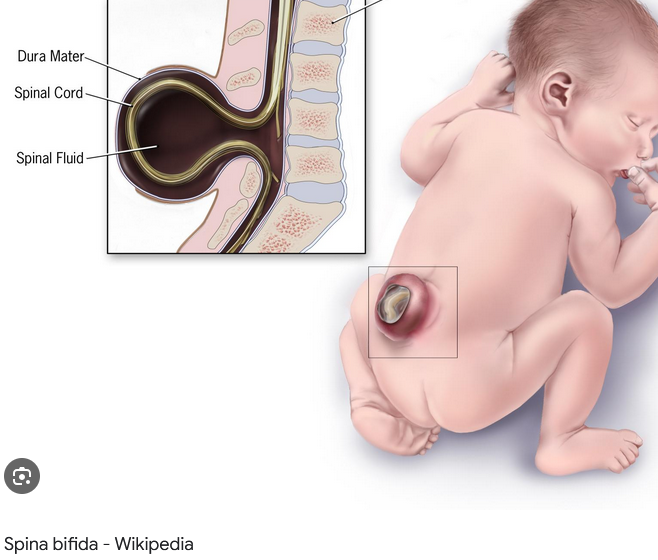 Dura Mater
Spinal Cord
Spinal Fluid
Spina bifida - Wikipedia